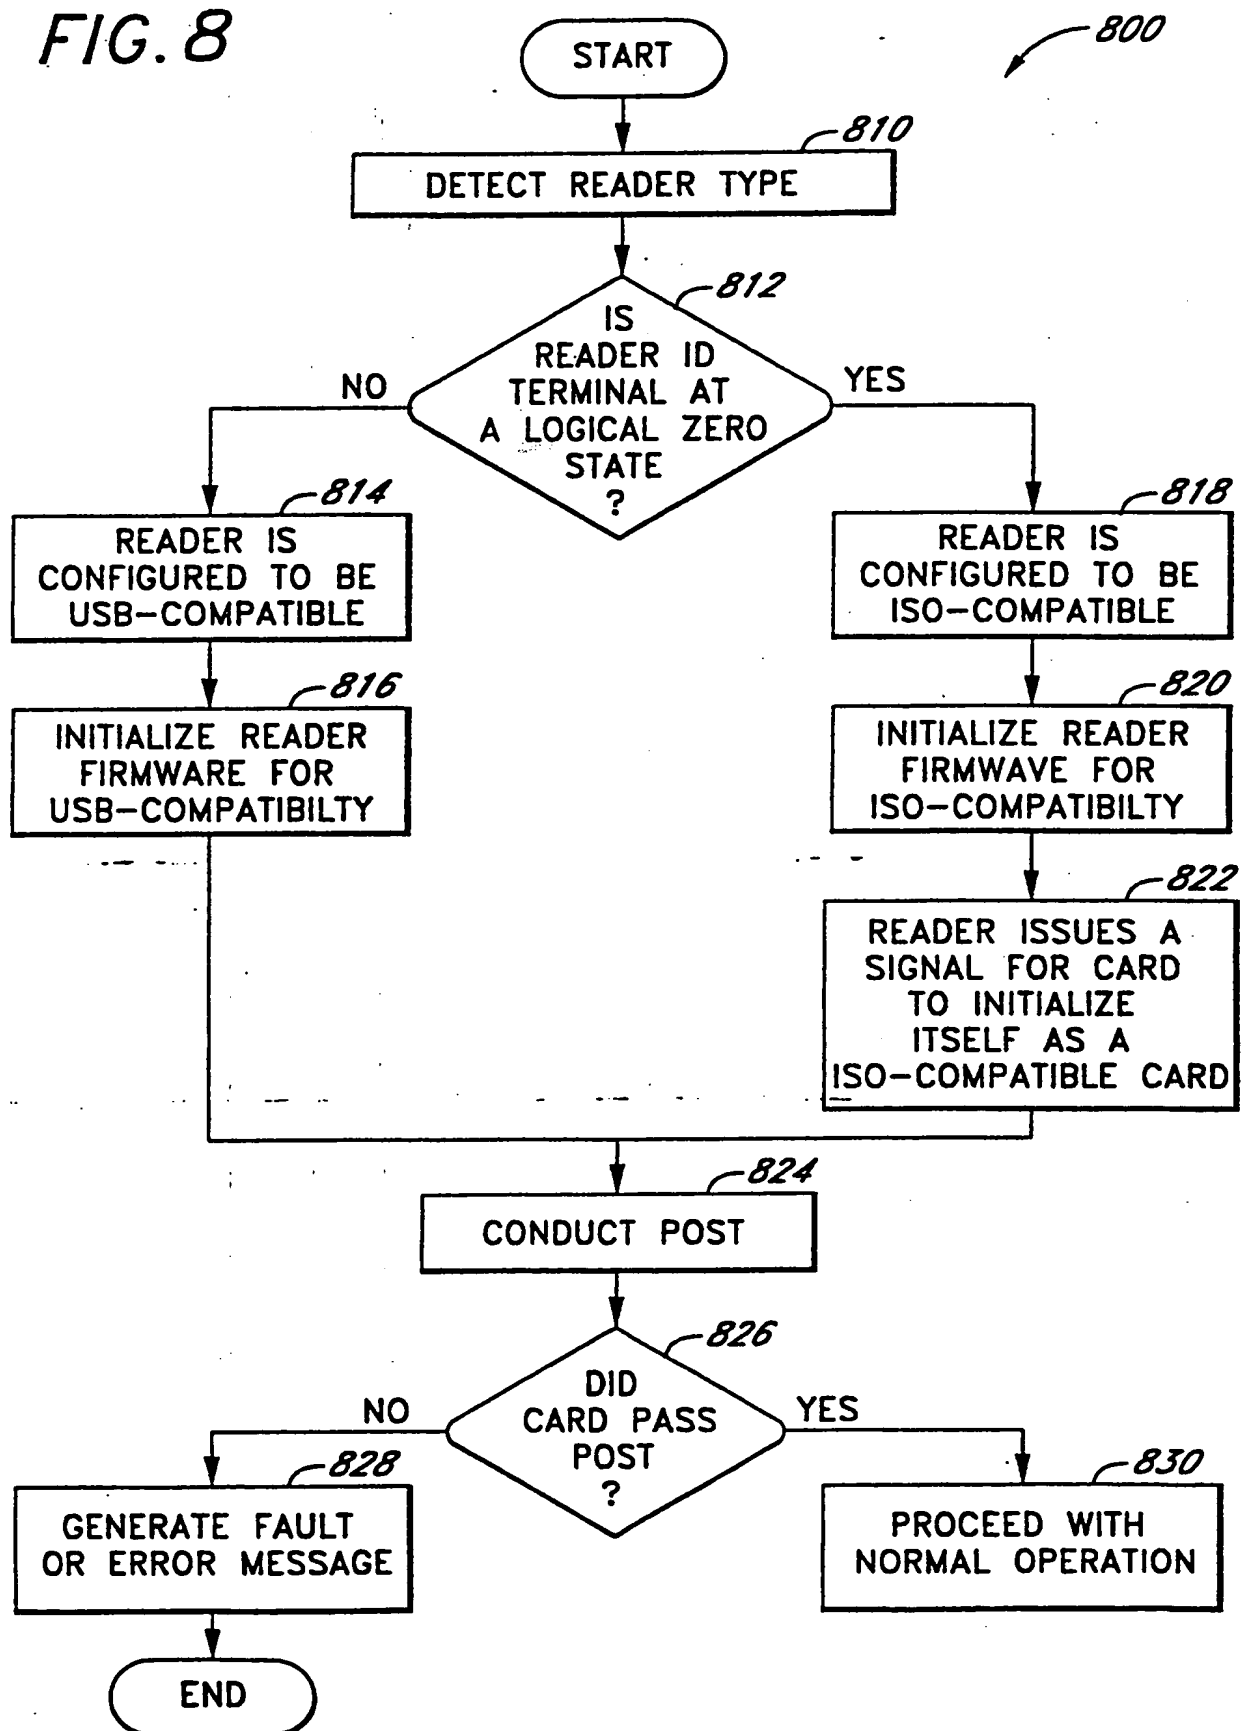 FIG. 8
START
800
810
DETECT READER TYPE
812
IS
READER ID
TERMINAL AT
A LOGICAL ZERO
STATE
?
NO
YES
814
READER IS
CONFIGURED TO BE
USB-COMPATIBLE
818
READER IS
CONFIGURED TO BE
ISO-COMPATIBLE
816
INITIALIZE READER
FIRMWARE FOR
USB-COMPATIBILTY
820
INITIALIZE READER
FIRMWAVE FOR
ISO-COMPATIBILTY
822
READER ISSUES A
SIGNAL FOR CARD
TO INITIALIZE
ITSELF AS A
ISO-COMPATIBLE CARD
824
CONDUCT POST
826
DID
CARD PASS
POST
?
NO
YES
828
GENERATE FAULT
OR ERROR MESSAGE
830
PROCEED WITH
NORMAL OPERATION
END